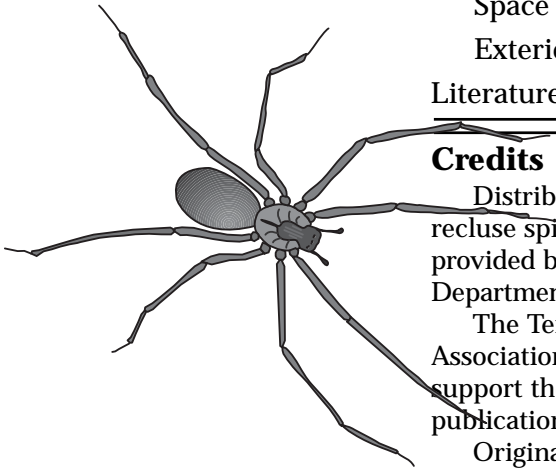 Space
Exterio
Literature
Credits
Distrib
recluse spi
provided b
Departmen
The Te
Association
support th
publication
Origina